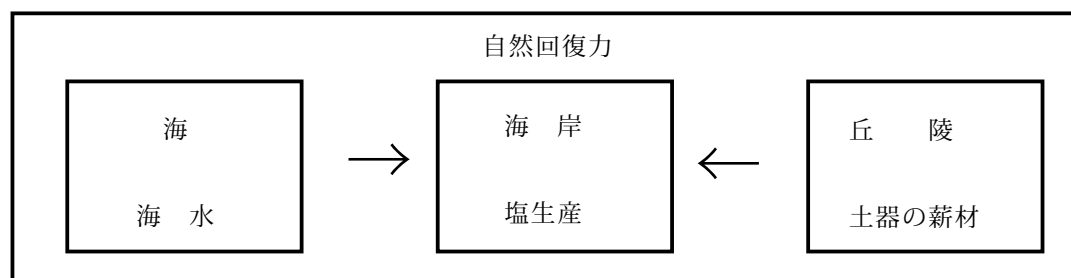 自然回復力
海
海　水
海　岸
塩生産
丘　　陵
土器の薪材